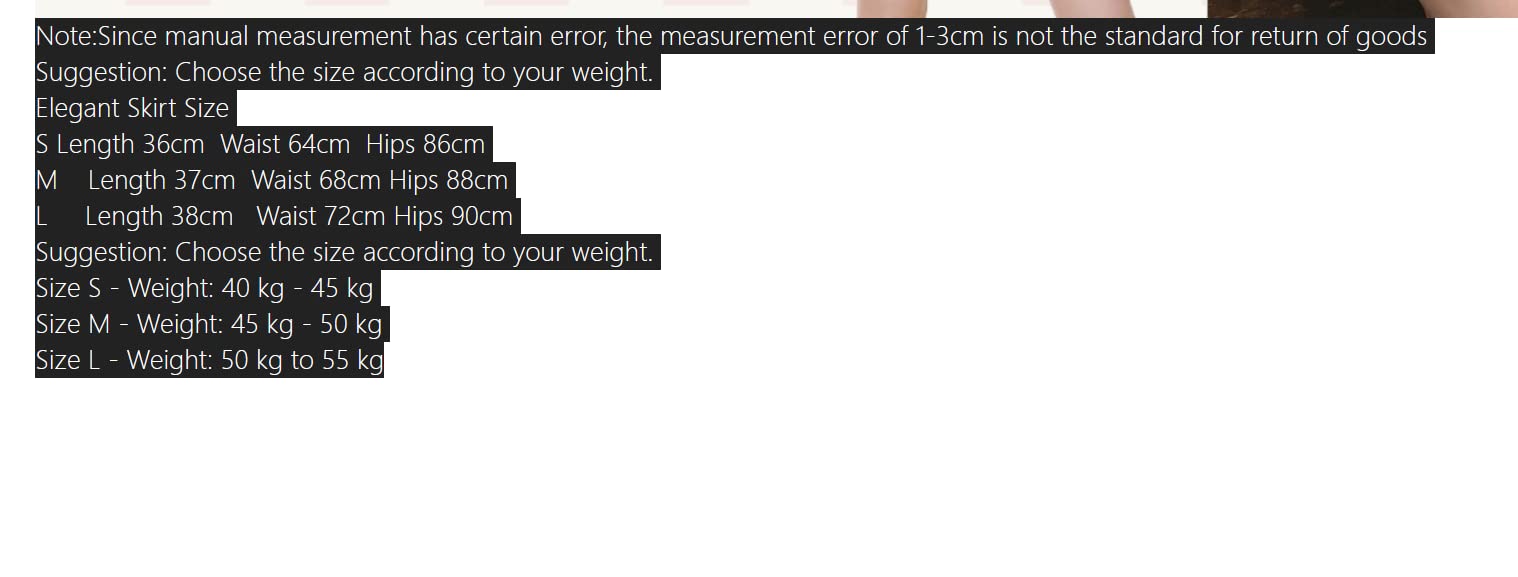 Note:Since manual measurement has certain error, the measurement error of 1-3cm is not the standard for return of goods
Suggestion: Choose the size according to your weight.
Elegant Skirt Size
S Length 36cm  Waist 64cm  Hips 86cm
M    Length 37cm  Waist 68cm Hips 88cm
L     Length 38cm   Waist 72cm Hips 90cm
Suggestion: Choose the size according to your weight.
Size S - Weight: 40 kg - 45 kg
Size M - Weight: 45 kg - 50 kg
Size L - Weight: 50 kg to 55 kg